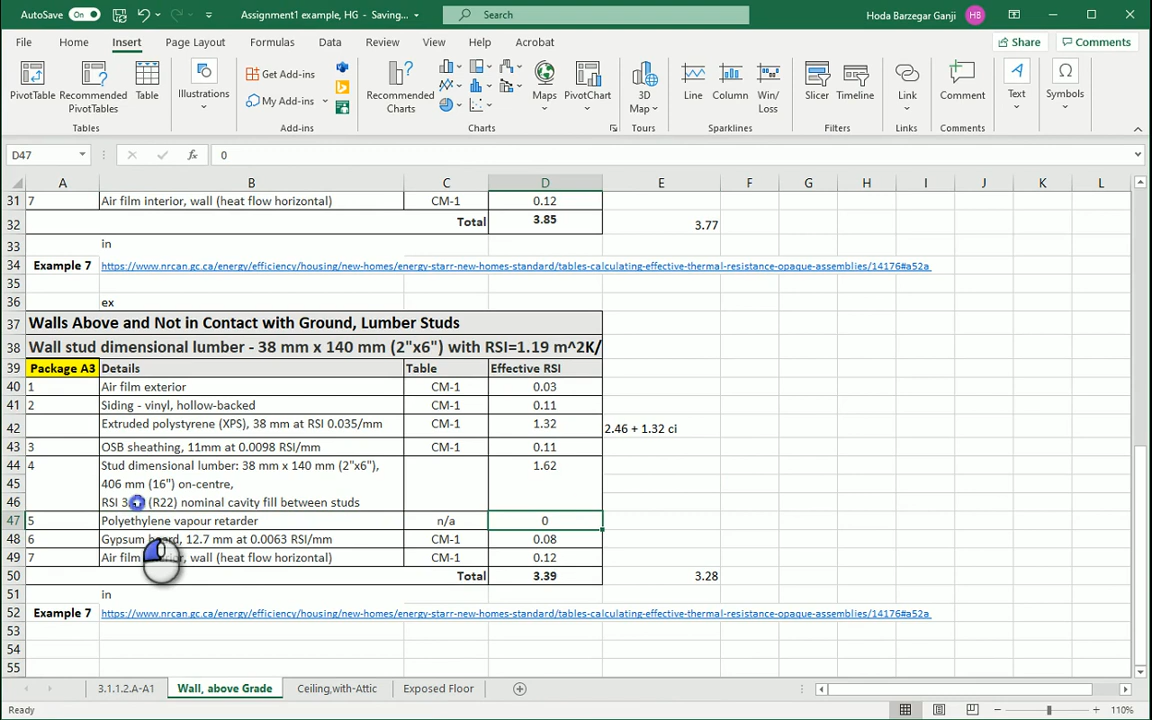 AutoSave On Assignment1 example, HG - Saving... Search Hoda Barzegar Ganji HB
File Home Insert Page Layout Formulas Data Review View Help Acrobat Share Comments
PivotTable Recommended PivotTables Table Illustrations Get Add-ins My Add-ins Recommended Charts Maps PivotChart 3D Map Line Column Win/Loss Slicer Timeline Link Comment Text Symbols
Tables Add-ins Charts Tours Sparklines Filters Links Comments
D47 fx 0
A B C D E F G H I J K L
31 7 Air film interior, wall (heat flow horizontal) CM-1 0.12
32 Total 3.85 3.77
33 in
34 Example 7 https://www.nrcan.gc.ca/energy/efficiency/housing/new-homes/energy-starr-new-homes-standard/tables-calculating-effective-thermal-resistance-opaque-assemblies/14176#a52a
35
36 ex
37 Walls Above and Not in Contact with Ground, Lumber Studs
38 Wall stud dimensional lumber - 38 mm x 140 mm (2"x6") with RSI=1.19 m^2K/
39 Package A3 Details Table Effective RSI
40 1 Air film exterior CM-1 0.03
41 2 Siding - vinyl, hollow-backed CM-1 0.11
42 Extruded polystyrene (XPS), 38 mm at RSI 0.035/mm CM-1 1.32 2.46 + 1.32 ci
43 3 OSB sheathing, 11mm at 0.0098 RSI/mm CM-1 0.11
44 4 Stud dimensional lumber: 38 mm x 140 mm (2"x6"), 1.62
45 406 mm (16") on-centre,
46 RSI (R22) nominal cavity fill between studs
47 5 Polyethylene vapour retarder n/a 0
48 6 Gypsum, 12.7 mm at 0.0063 RSI/mm CM-1 0.08
49 7 Air film wall (heat flow horizontal) CM-1 0.12
50 Total 3.39 3.28
51 in
52 Example 7 https://www.nrcan.gc.ca/energy/efficiency/housing/new-homes/energy-starr-new-homes-standard/tables-calculating-effective-thermal-resistance-opaque-assemblies/14176#a52a
53
54
55
3.1.1.2.A-A1 Wall, above Grade Ceiling,with-Attic Exposed Floor
Ready 110%